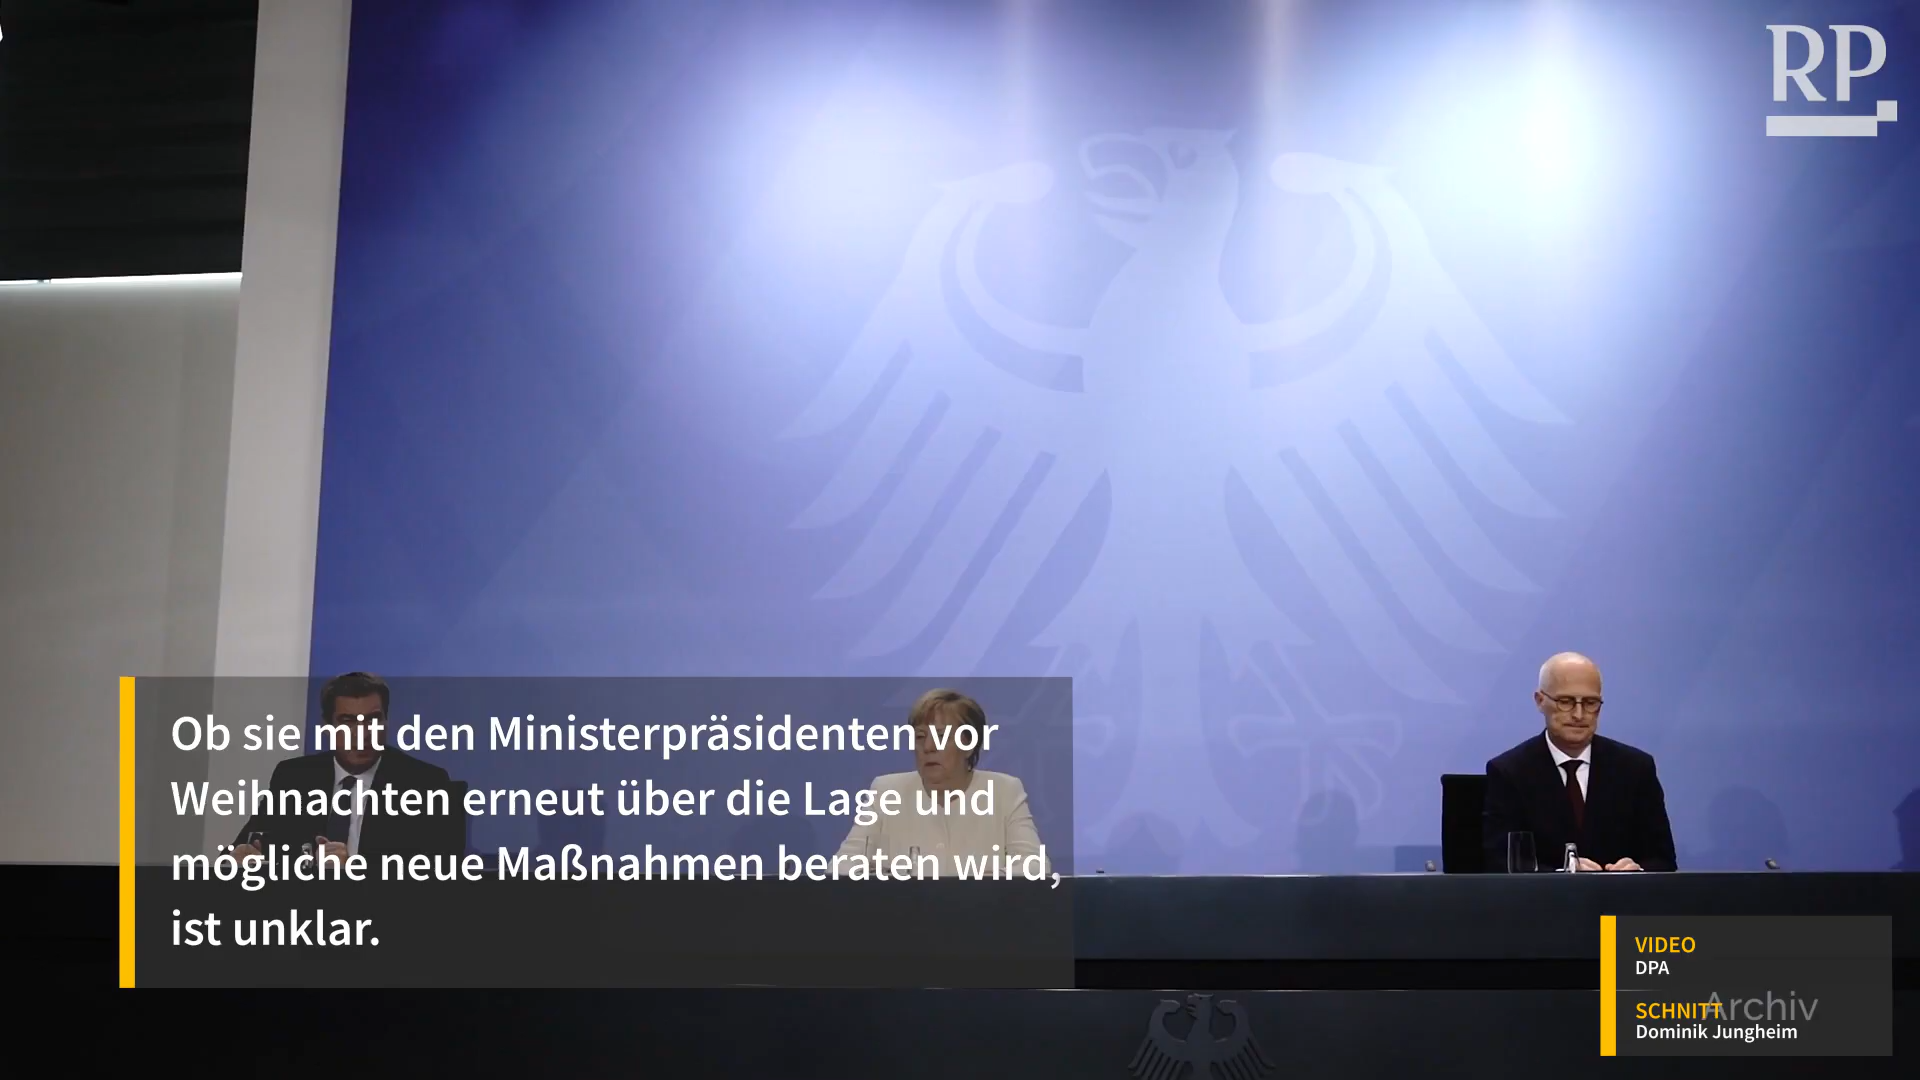 RP
Ob sie mit den Ministerpräsidenten vor
Weihnachten erneut über die Lage und
mögliche neue Maßnahmen beraten wird,
ist unklar.
VIDEO
DPA
SCHNITT
Archiv
Dominik Jungheim